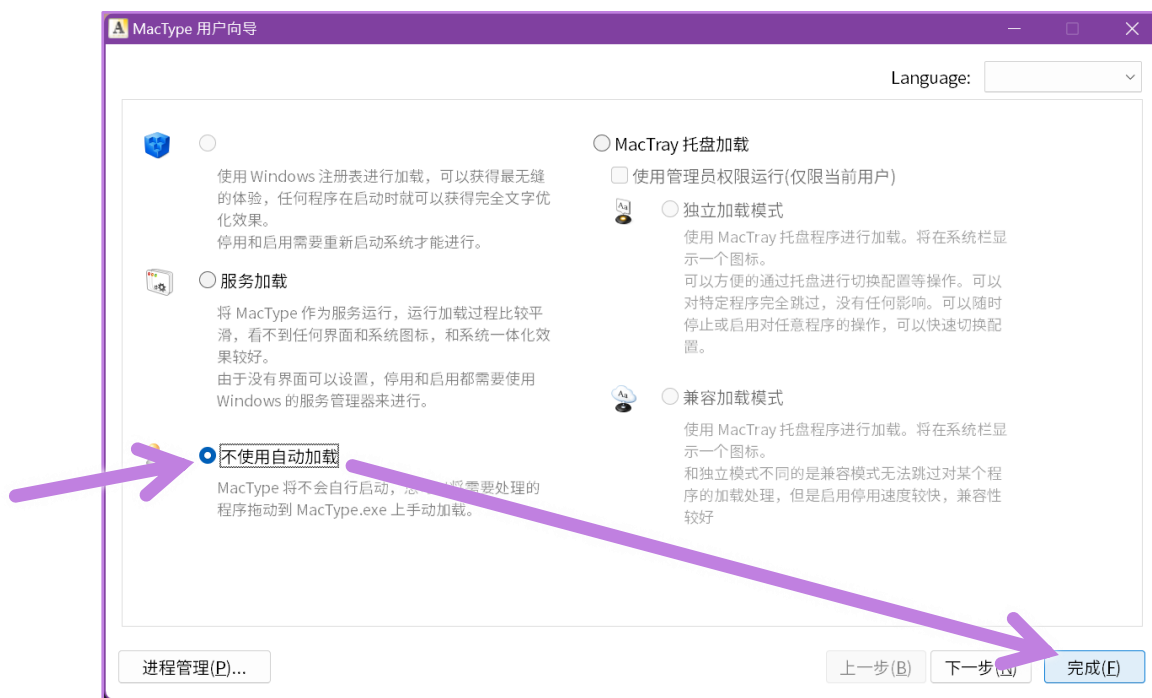 MacType 用户向导
Language:
使用 Windows 注册表进行加载，可以获得最无缝
的体验，任何程序在启动时就可以获得完全文字优
化效果。
停用和启用需要重新启动系统才能进行。
服务加载
将 MacType 作为服务运行，运行加载过程比较平
滑，看不到任何界面和系统图标，和系统一体化效
果较好。
由于没有界面可以设置，停用和启用都需要使用
Windows 的服务管理器来进行。
不使用自动加载
MacType 将不会自行启动，需要处理的
程序拖动到 MacType.exe 上手动加载。
MacTray 托盘加载
使用管理员权限运行(仅限当前用户)
独立加载模式
使用 MacTray 托盘程序进行加载。将在系统栏显
示一个图标。
可以方便的通过托盘进行切换配置等操作。可以
对特定程序完全跳过，没有任何影响。可以随时
停止或启用对任意程序的操作，可以快速切换配
置。
兼容加载模式
使用 MacTray 托盘程序进行加载。将在系统栏显
示一个图标。
和独立模式不同的是兼容模式无法跳过对某个程
序的加载处理，但是启用停用速度较快，兼容性
较好
进程管理(P)...
上一步(B)
下一步(N)
完成(F)